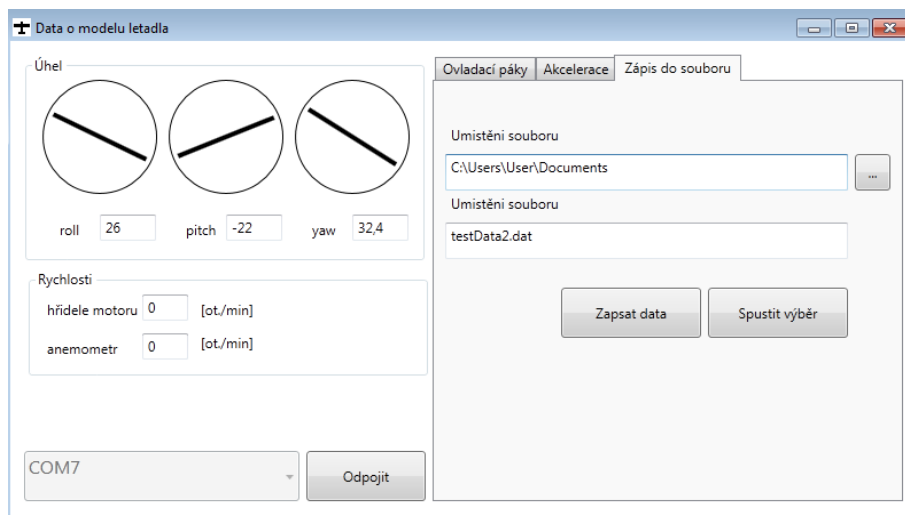 Data o modelu letadla
Úhel
roll 26 pitch -22 yaw 32,4
Rychlosti
hřídele motoru 0 [ot./min]
anemometr 0 [ot./min]
COM7 Odpojit
Ovladací páky Akcelerace Zápis do souboru
Umistěni souboru
C:\Users\User\Documents ...
Umistěni souboru
testData2.dat
Zapsat data Spustit výběr